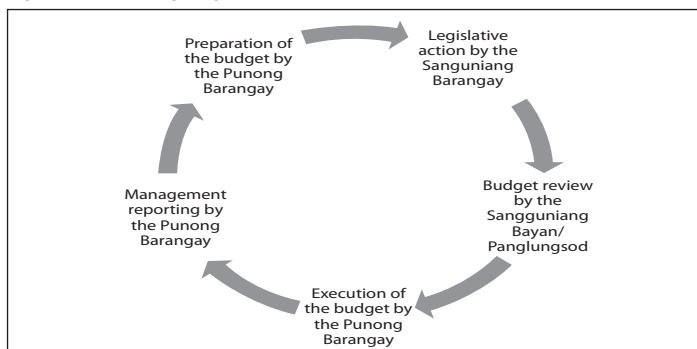 Preparation of
the budget by
the Punong
Barangay
Legislative
action by the
Sanguniang
Barangay
Budget review
by the
Sangguniang
Bayan/
Panglungsod
Execution of
the budget by
the Punong
Barangay
Management
reporting by
the Punong
Barangay